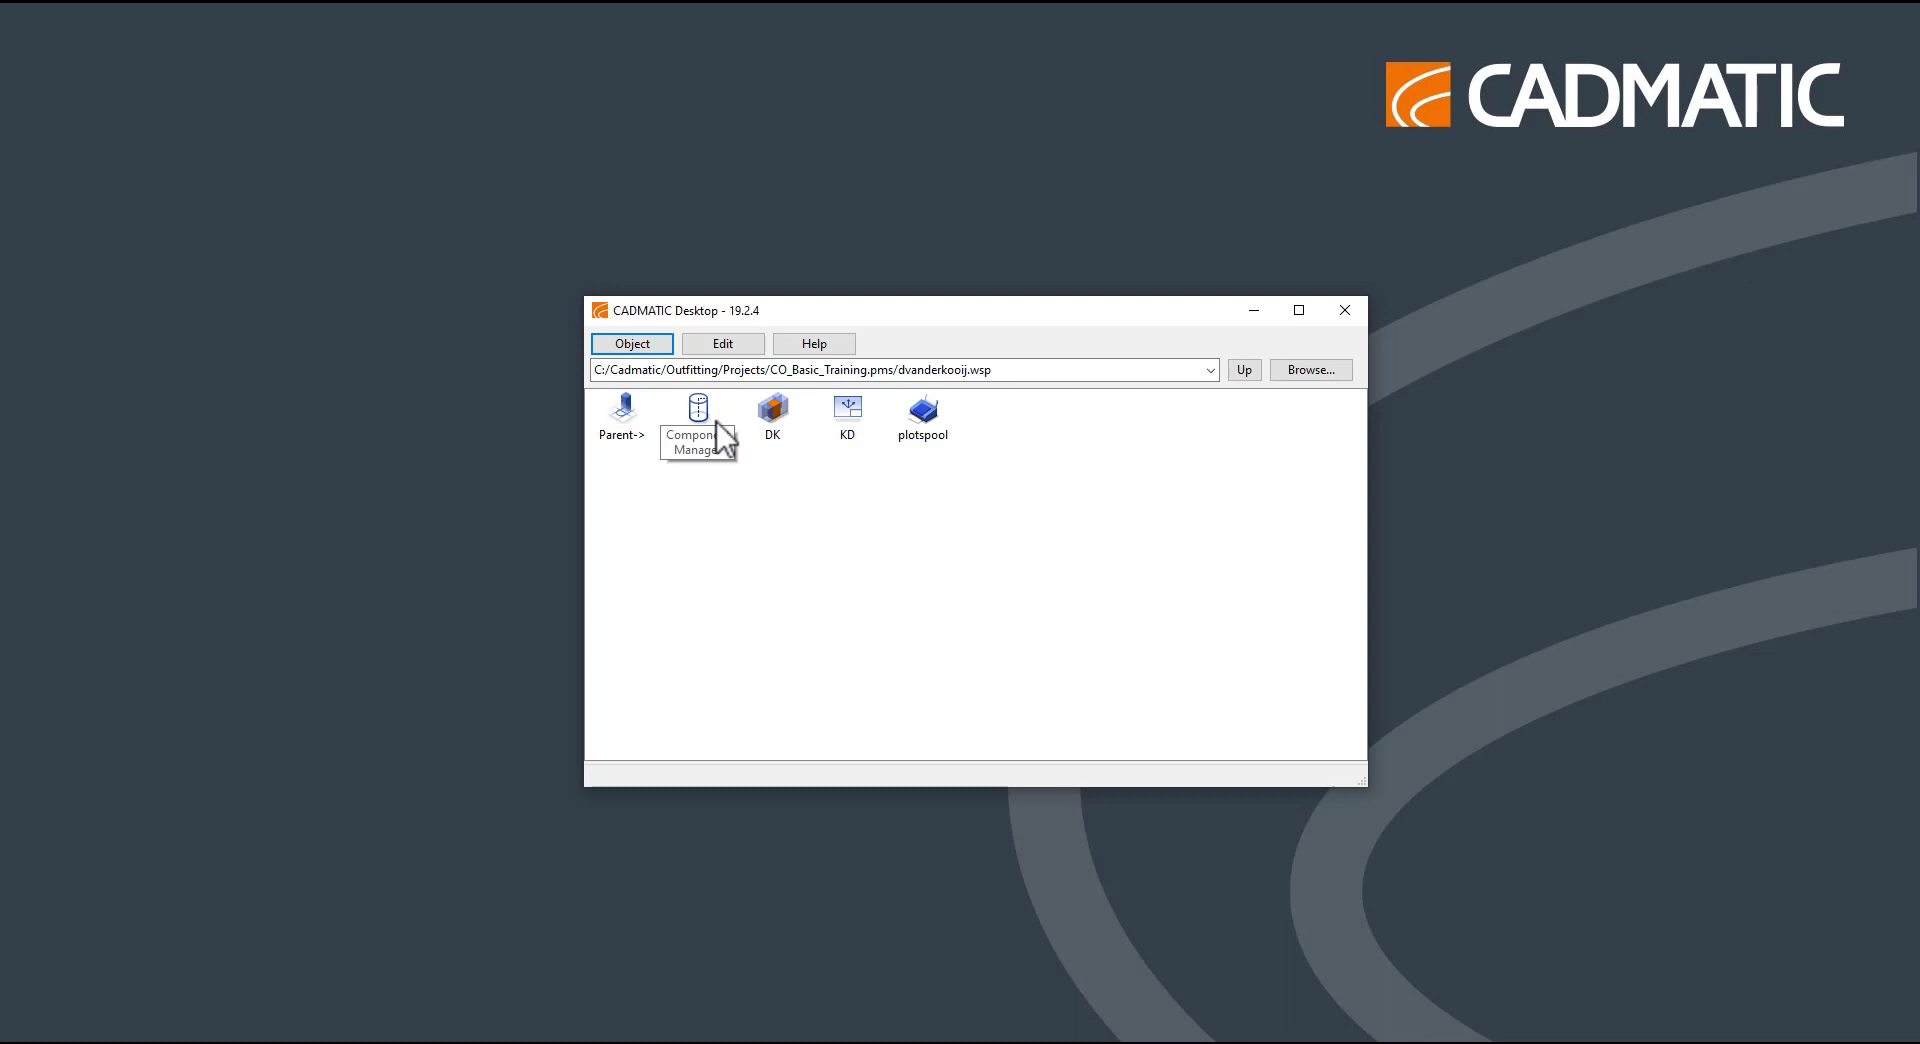 CADMATIC
CADMATIC Desktop - 19.2.4
Object Edit Help
C:/Cadmatic/Outfitting/Projects/CO_Basic_Training.pms/dvanderkooij.wsp Up Browse...
Parent-> DK KD plotspool